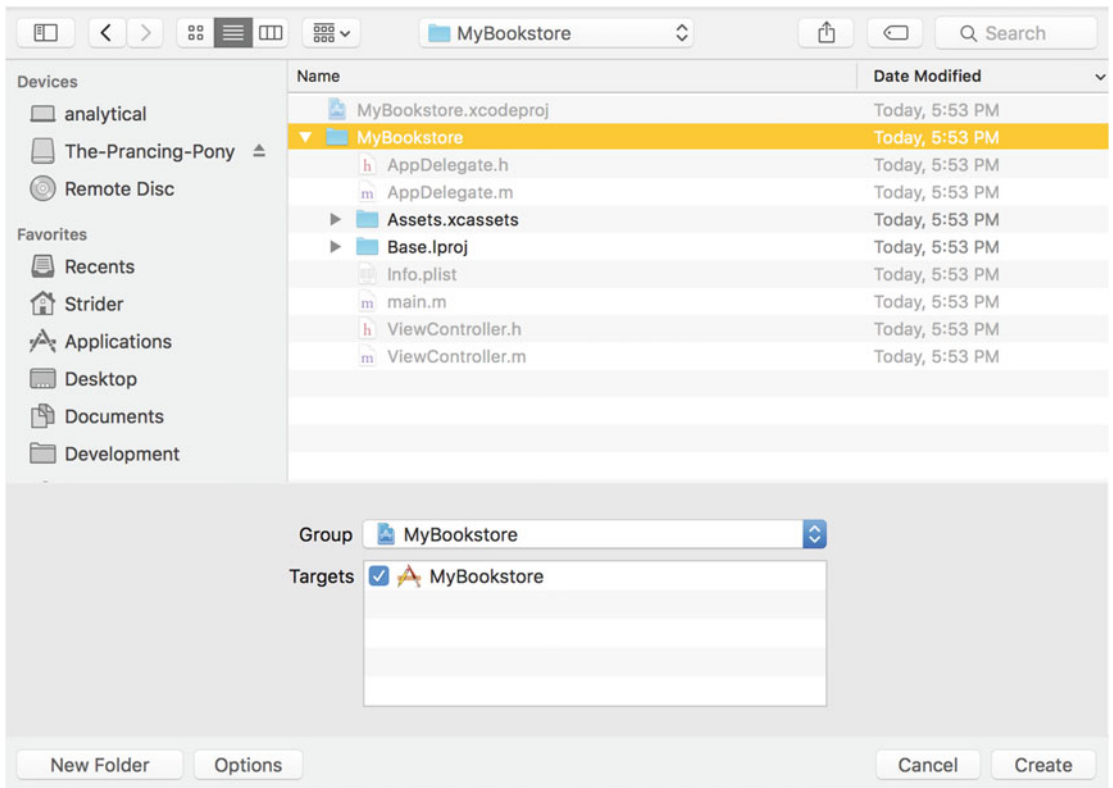 MyBookstore
Search
Devices
analytical
The-Prancing-Pony
Remote Disc
Favorites
Recents
Strider
Applications
Desktop
Documents
Development
Name Date Modified
MyBookstore.xcodeproj Today, 5:53 PM
MyBookstore Today, 5:53 PM
h AppDelegate.h Today, 5:53 PM
m AppDelegate.m Today, 5:53 PM
Assets.xcassets Today, 5:53 PM
Base.lproj Today, 5:53 PM
Info.plist Today, 5:53 PM
m main.m Today, 5:53 PM
h ViewController.h Today, 5:53 PM
m ViewController.m Today, 5:53 PM
Group MyBookstore
Targets MyBookstore
New Folder Options Cancel Create